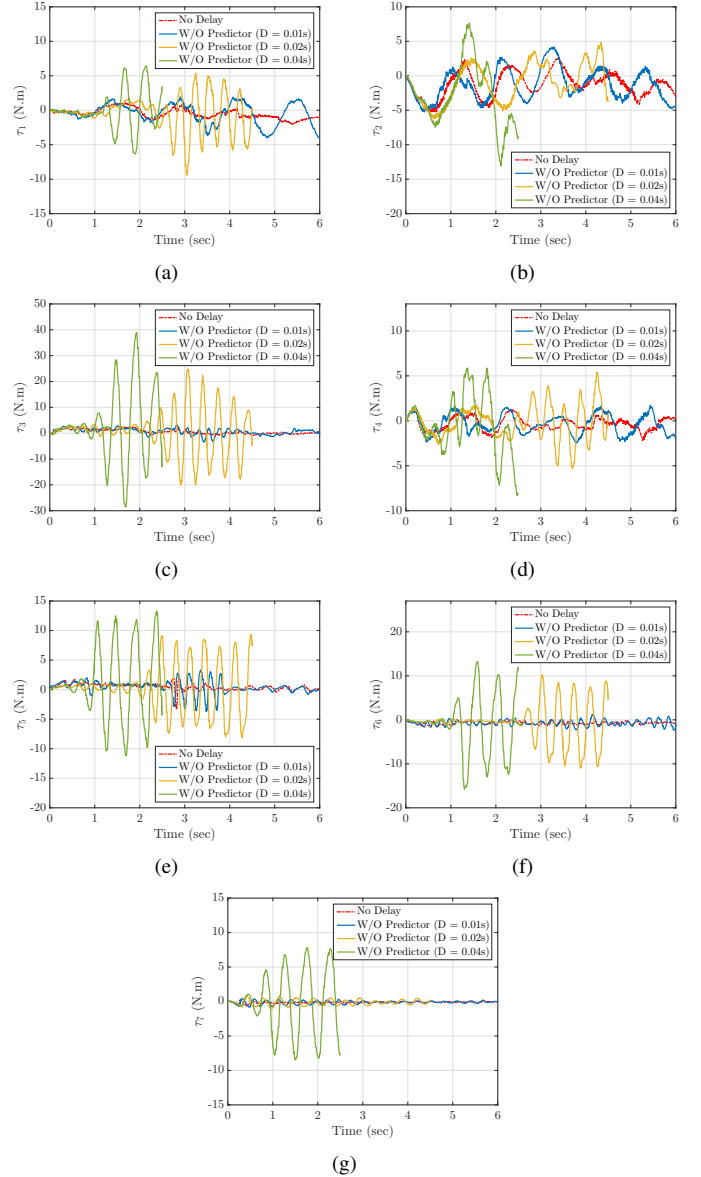 15
10
5
0
-5
-10
-15
τ₁ (N.m)
No Delay
W/O Predictor (D = 0.01s)
W/O Predictor (D = 0.02s)
W/O Predictor (D = 0.04s)
0 1 2 3 4 5 6
Time (sec)
(a)
10
5
0
-5
-10
-15
-20
τ₂ (N.m)
No Delay
W/O Predictor (D = 0.01s)
W/O Predictor (D = 0.02s)
W/O Predictor (D = 0.04s)
0 1 2 3 4 5 6
Time (sec)
(b)
50
40
30
20
10
0
-10
-20
-30
τ₃ (N.m)
No Delay
W/O Predictor (D = 0.01s)
W/O Predictor (D = 0.02s)
W/O Predictor (D = 0.04s)
0 1 2 3 4 5 6
Time (sec)
(c)
10
5
0
-5
-10
τ₄ (N.m)
No Delay
W/O Predictor (D = 0.01s)
W/O Predictor (D = 0.02s)
W/O Predictor (D = 0.04s)
0 1 2 3 4 5 6
Time (sec)
(d)
15
10
5
0
-5
-10
-15
-20
τ₅ (N.m)
No Delay
W/O Predictor (D = 0.01s)
W/O Predictor (D = 0.02s)
W/O Predictor (D = 0.04s)
0 1 2 3 4 5 6
Time (sec)
(e)
20
10
0
-10
-20
τ₆ (N.m)
No Delay
W/O Predictor (D = 0.01s)
W/O Predictor (D = 0.02s)
W/O Predictor (D = 0.04s)
0 1 2 3 4 5 6
Time (sec)
(f)
15
10
5
0
-5
-10
-15
τ₇ (N.m)
No Delay
W/O Predictor (D = 0.01s)
W/O Predictor (D = 0.02s)
W/O Predictor (D = 0.04s)
0 1 2 3 4 5 6
Time (sec)
(g)